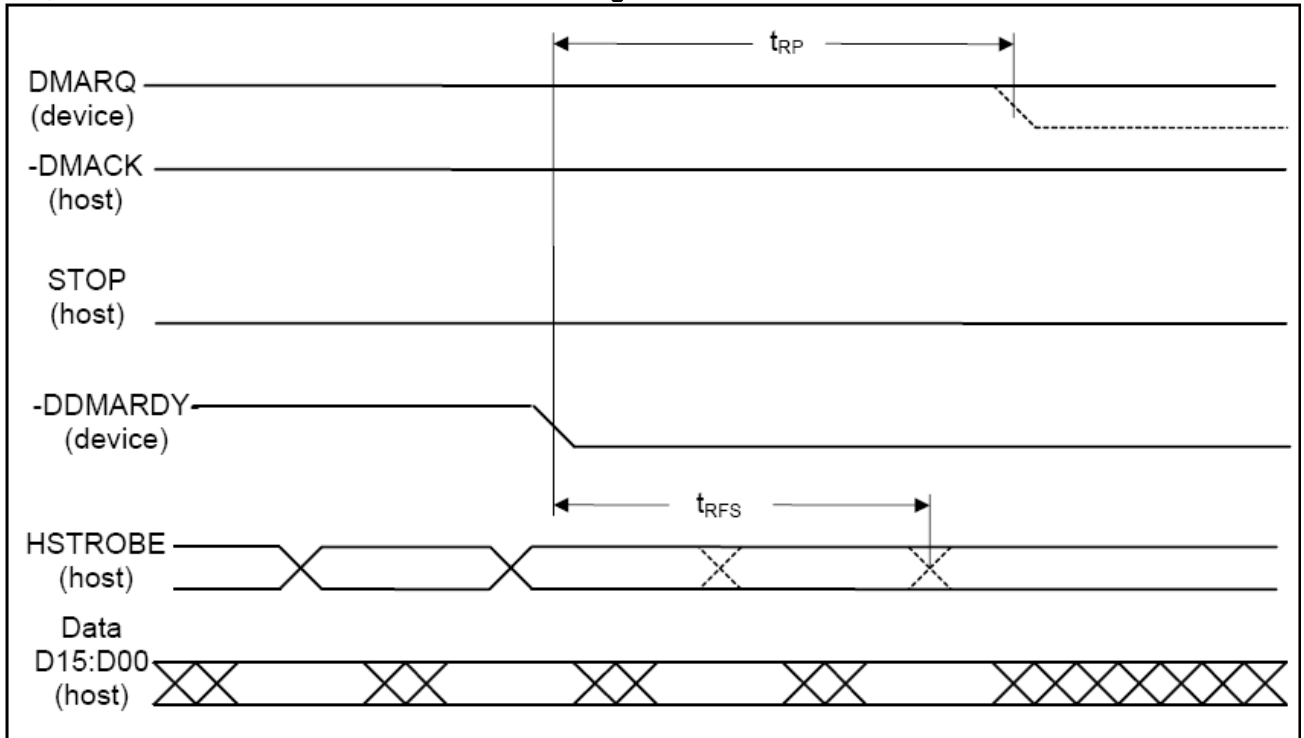 tRP
DMARQ
(device)
-DMACK
(host)
STOP
(host)
-DDMARDY
(device)
tRFS
HSTROBE
(host)
Data
D15:D00
(host)